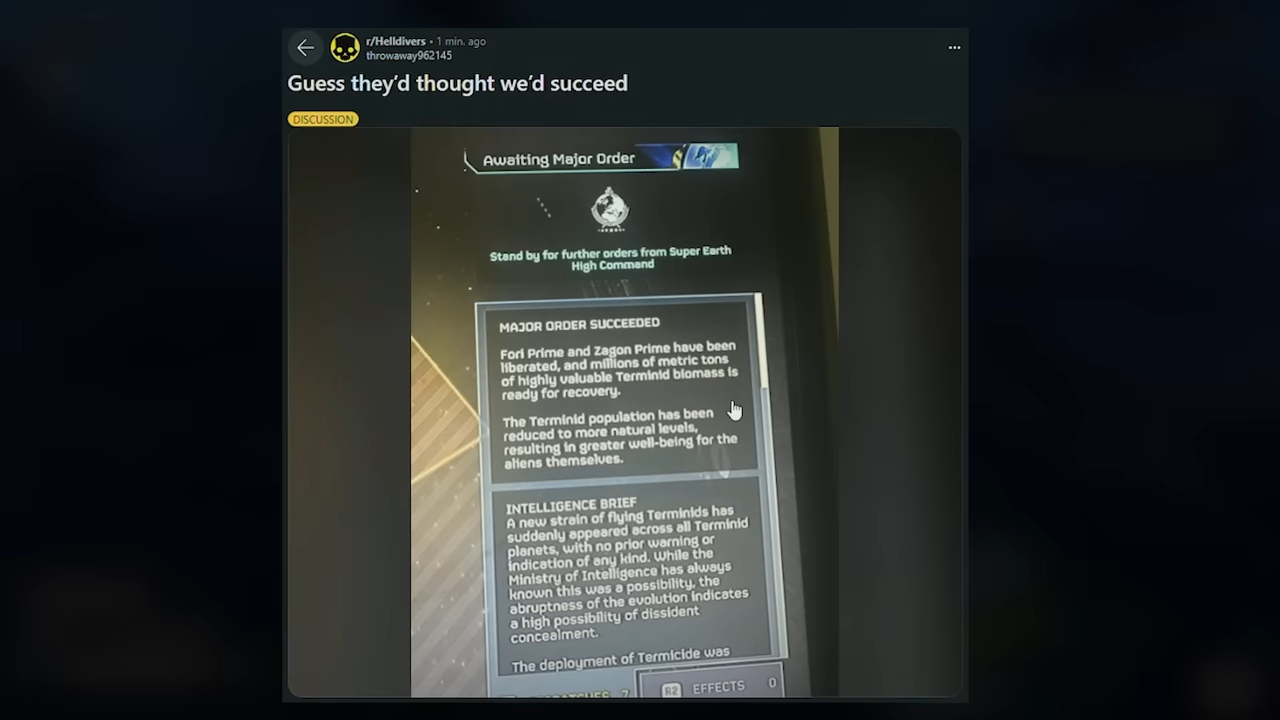 r/Helldivers • 1 min. ago
throwaway962145
Guess they'd thought we'd succeed
DISCUSSION
Awaiting Major Order
Stand by for further orders from Super Earth
High Command
MAJOR ORDER SUCCEEDED
Fori Prime and Zagon Prime have been
liberated, and millions of metric tons
of highly valuable Terminid biomass is
ready for recovery.
The Terminid population has been
reduced to more natural levels,
resulting in greater well-being for the
aliens themselves.
INTELLIGENCE BRIEF
A new strain of flying Terminids has
suddenly appeared across all Terminid
planets, with no prior warning or
indication of any kind. While the
Ministry of Intelligence has always
known this was a possibility, the
abruptness of the evolution indicates
a high possibility of dissident
concealment.
The deployment of Termicide was
7
R2 EFFECTS 0